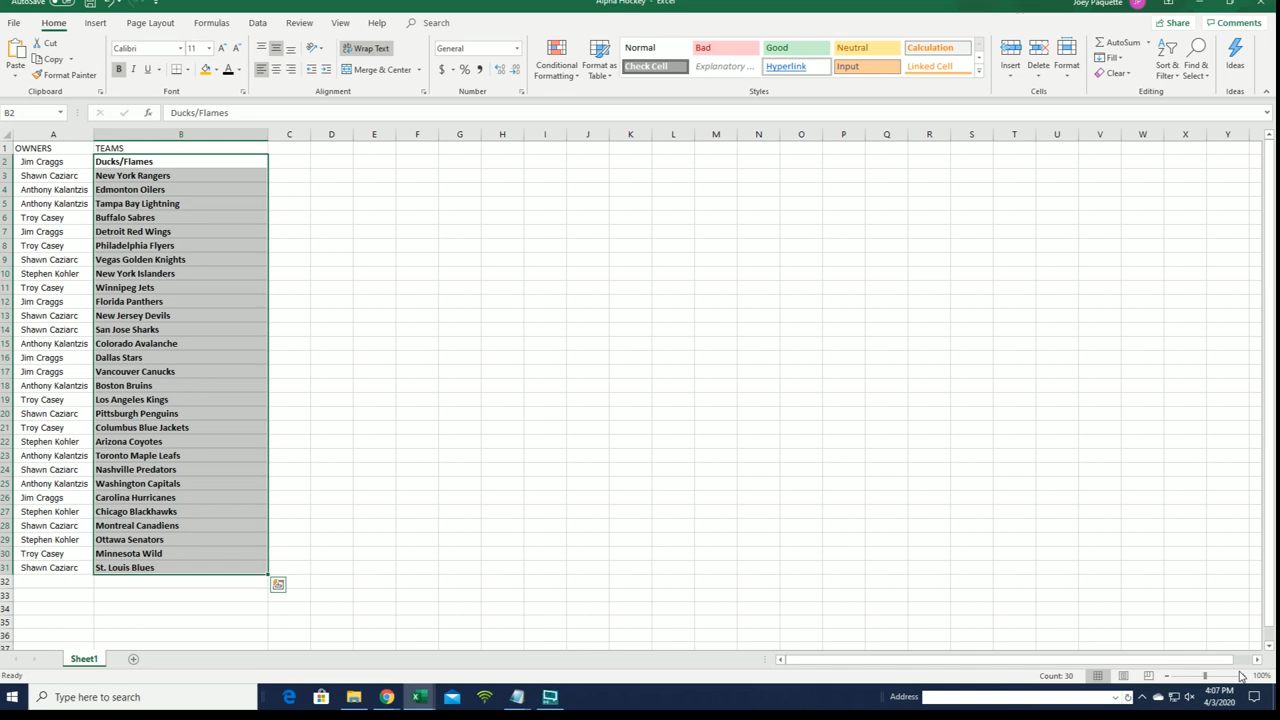 AutoSave Off Alpha Hockey - Excel Joey Paquette JP
File Home Insert Page Layout Formulas Data Review View Help Search Share Comments
Paste Cut Copy Format Painter
Calibri 11 B I U A A A
Wrap Text Merge & Center
General $ % 9
Conditional Formatting Format as Table
Normal Bad Good Neutral Calculation
Check Cell Explanatory ... Hyperlink Input Linked Cell
Insert Delete Format
AutoSum Fill Clear Sort & Filter Find & Select Ideas
Clipboard Font Alignment Number Styles Cells Editing Ideas
B2 fx Ducks/Flames
A B C D E F G H I J K L M N O P Q R S T U V W X Y
1 OWNERS TEAMS
2 Jim Craggs Ducks/Flames
3 Shawn Caziarc New York Rangers
4 Anthony Kalantzis Edmonton Oilers
5 Anthony Kalantzis Tampa Bay Lightning
6 Troy Casey Buffalo Sabres
7 Jim Craggs Detroit Red Wings
8 Troy Casey Philadelphia Flyers
9 Shawn Caziarc Vegas Golden Knights
10 Stephen Kohler New York Islanders
11 Troy Casey Winnipeg Jets
12 Jim Craggs Florida Panthers
13 Shawn Caziarc New Jersey Devils
14 Shawn Caziarc San Jose Sharks
15 Anthony Kalantzis Colorado Avalanche
16 Jim Craggs Dallas Stars
17 Jim Craggs Vancouver Canucks
18 Anthony Kalantzis Boston Bruins
19 Troy Casey Los Angeles Kings
20 Shawn Caziarc Pittsburgh Penguins
21 Troy Casey Columbus Blue Jackets
22 Stephen Kohler Arizona Coyotes
23 Anthony Kalantzis Toronto Maple Leafs
24 Shawn Caziarc Nashville Predators
25 Anthony Kalantzis Washington Capitals
26 Jim Craggs Carolina Hurricanes
27 Stephen Kohler Chicago Blackhawks
28 Shawn Caziarc Montreal Canadiens
29 Stephen Kohler Ottawa Senators
30 Troy Casey Minnesota Wild
31 Shawn Caziarc St. Louis Blues
32
33
34
35
36
37
Sheet1
Ready Count: 30 100%
Type here to search Address 4:07 PM
4/3/2020